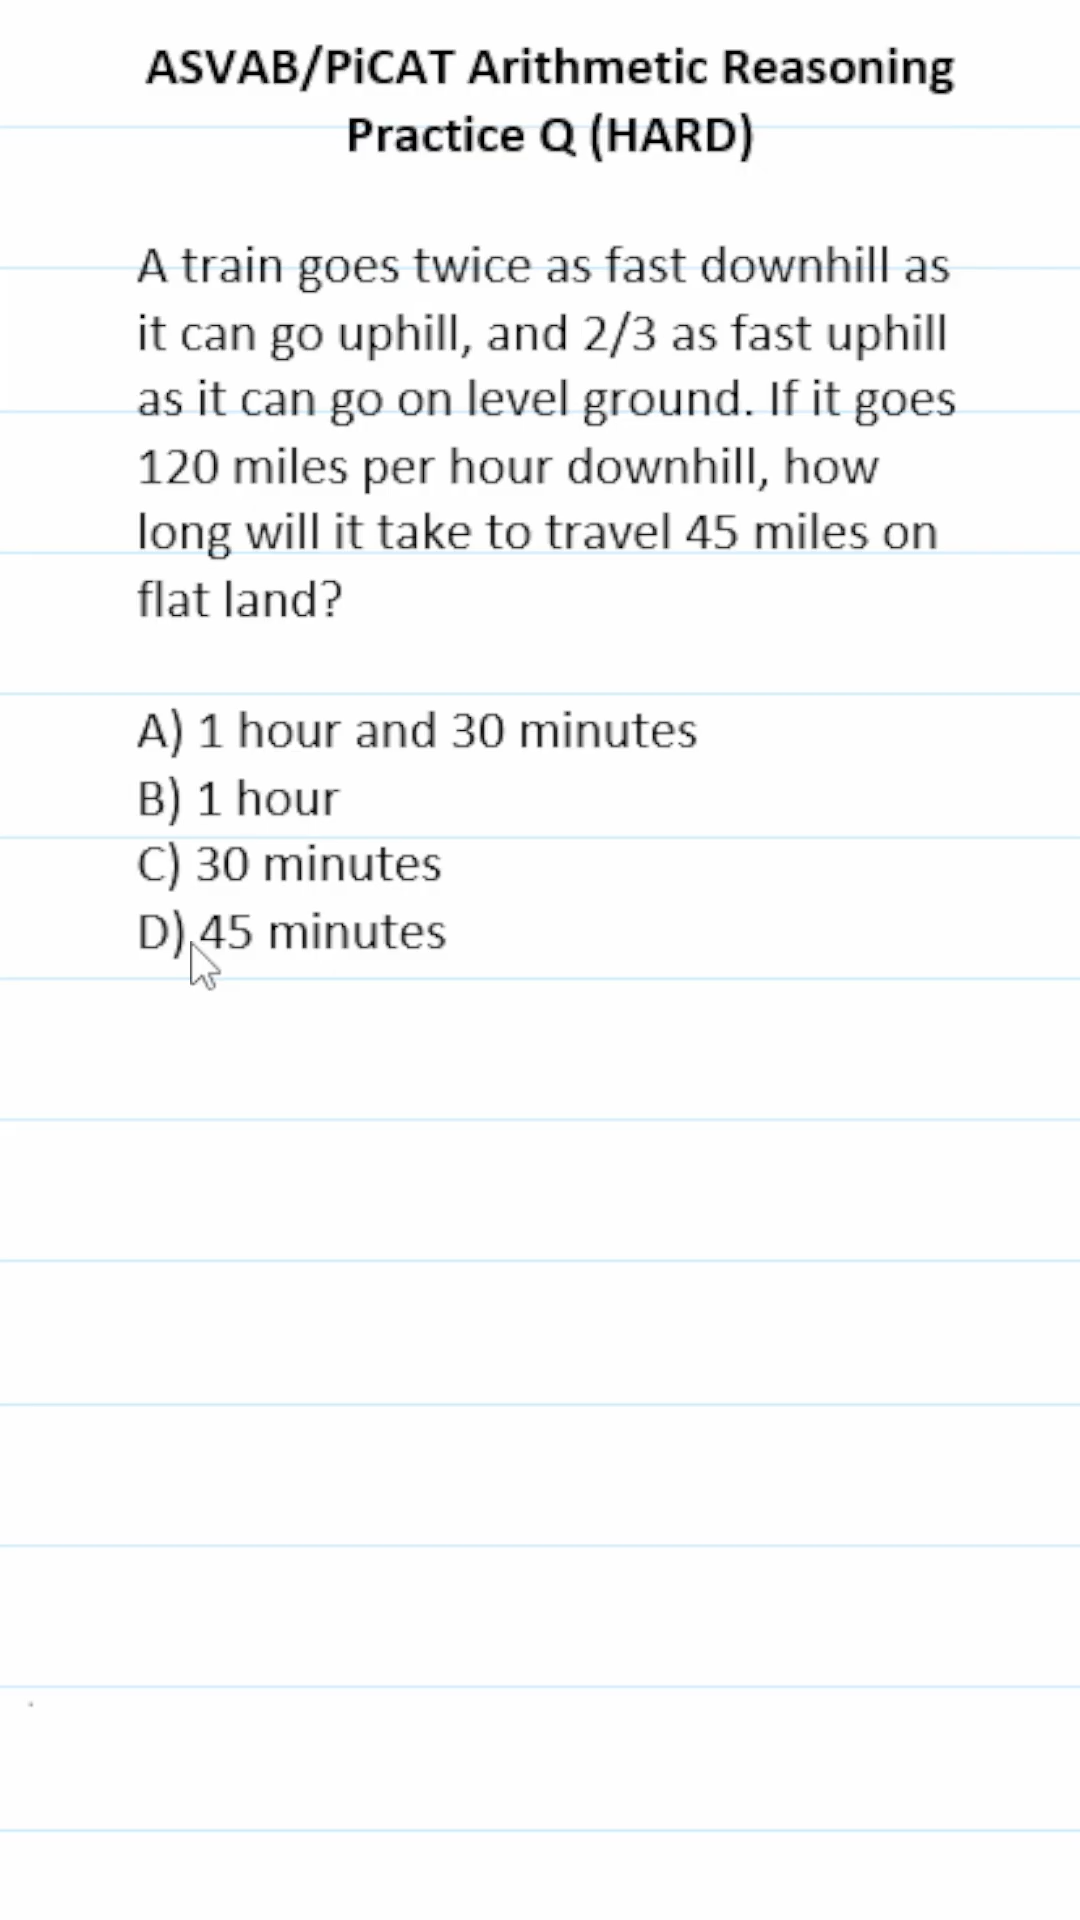 ASVAB/PiCAT Arithmetic Reasoning
Practice Q (HARD)
A train goes twice as fast downhill as
it can go uphill, and 2/3 as fast uphill
as it can go on level ground. If it goes
120 miles per hour downhill, how
long will it take to travel 45 miles on
flat land?
A) 1 hour and 30 minutes
B) 1 hour
C) 30 minutes
D) 45 minutes